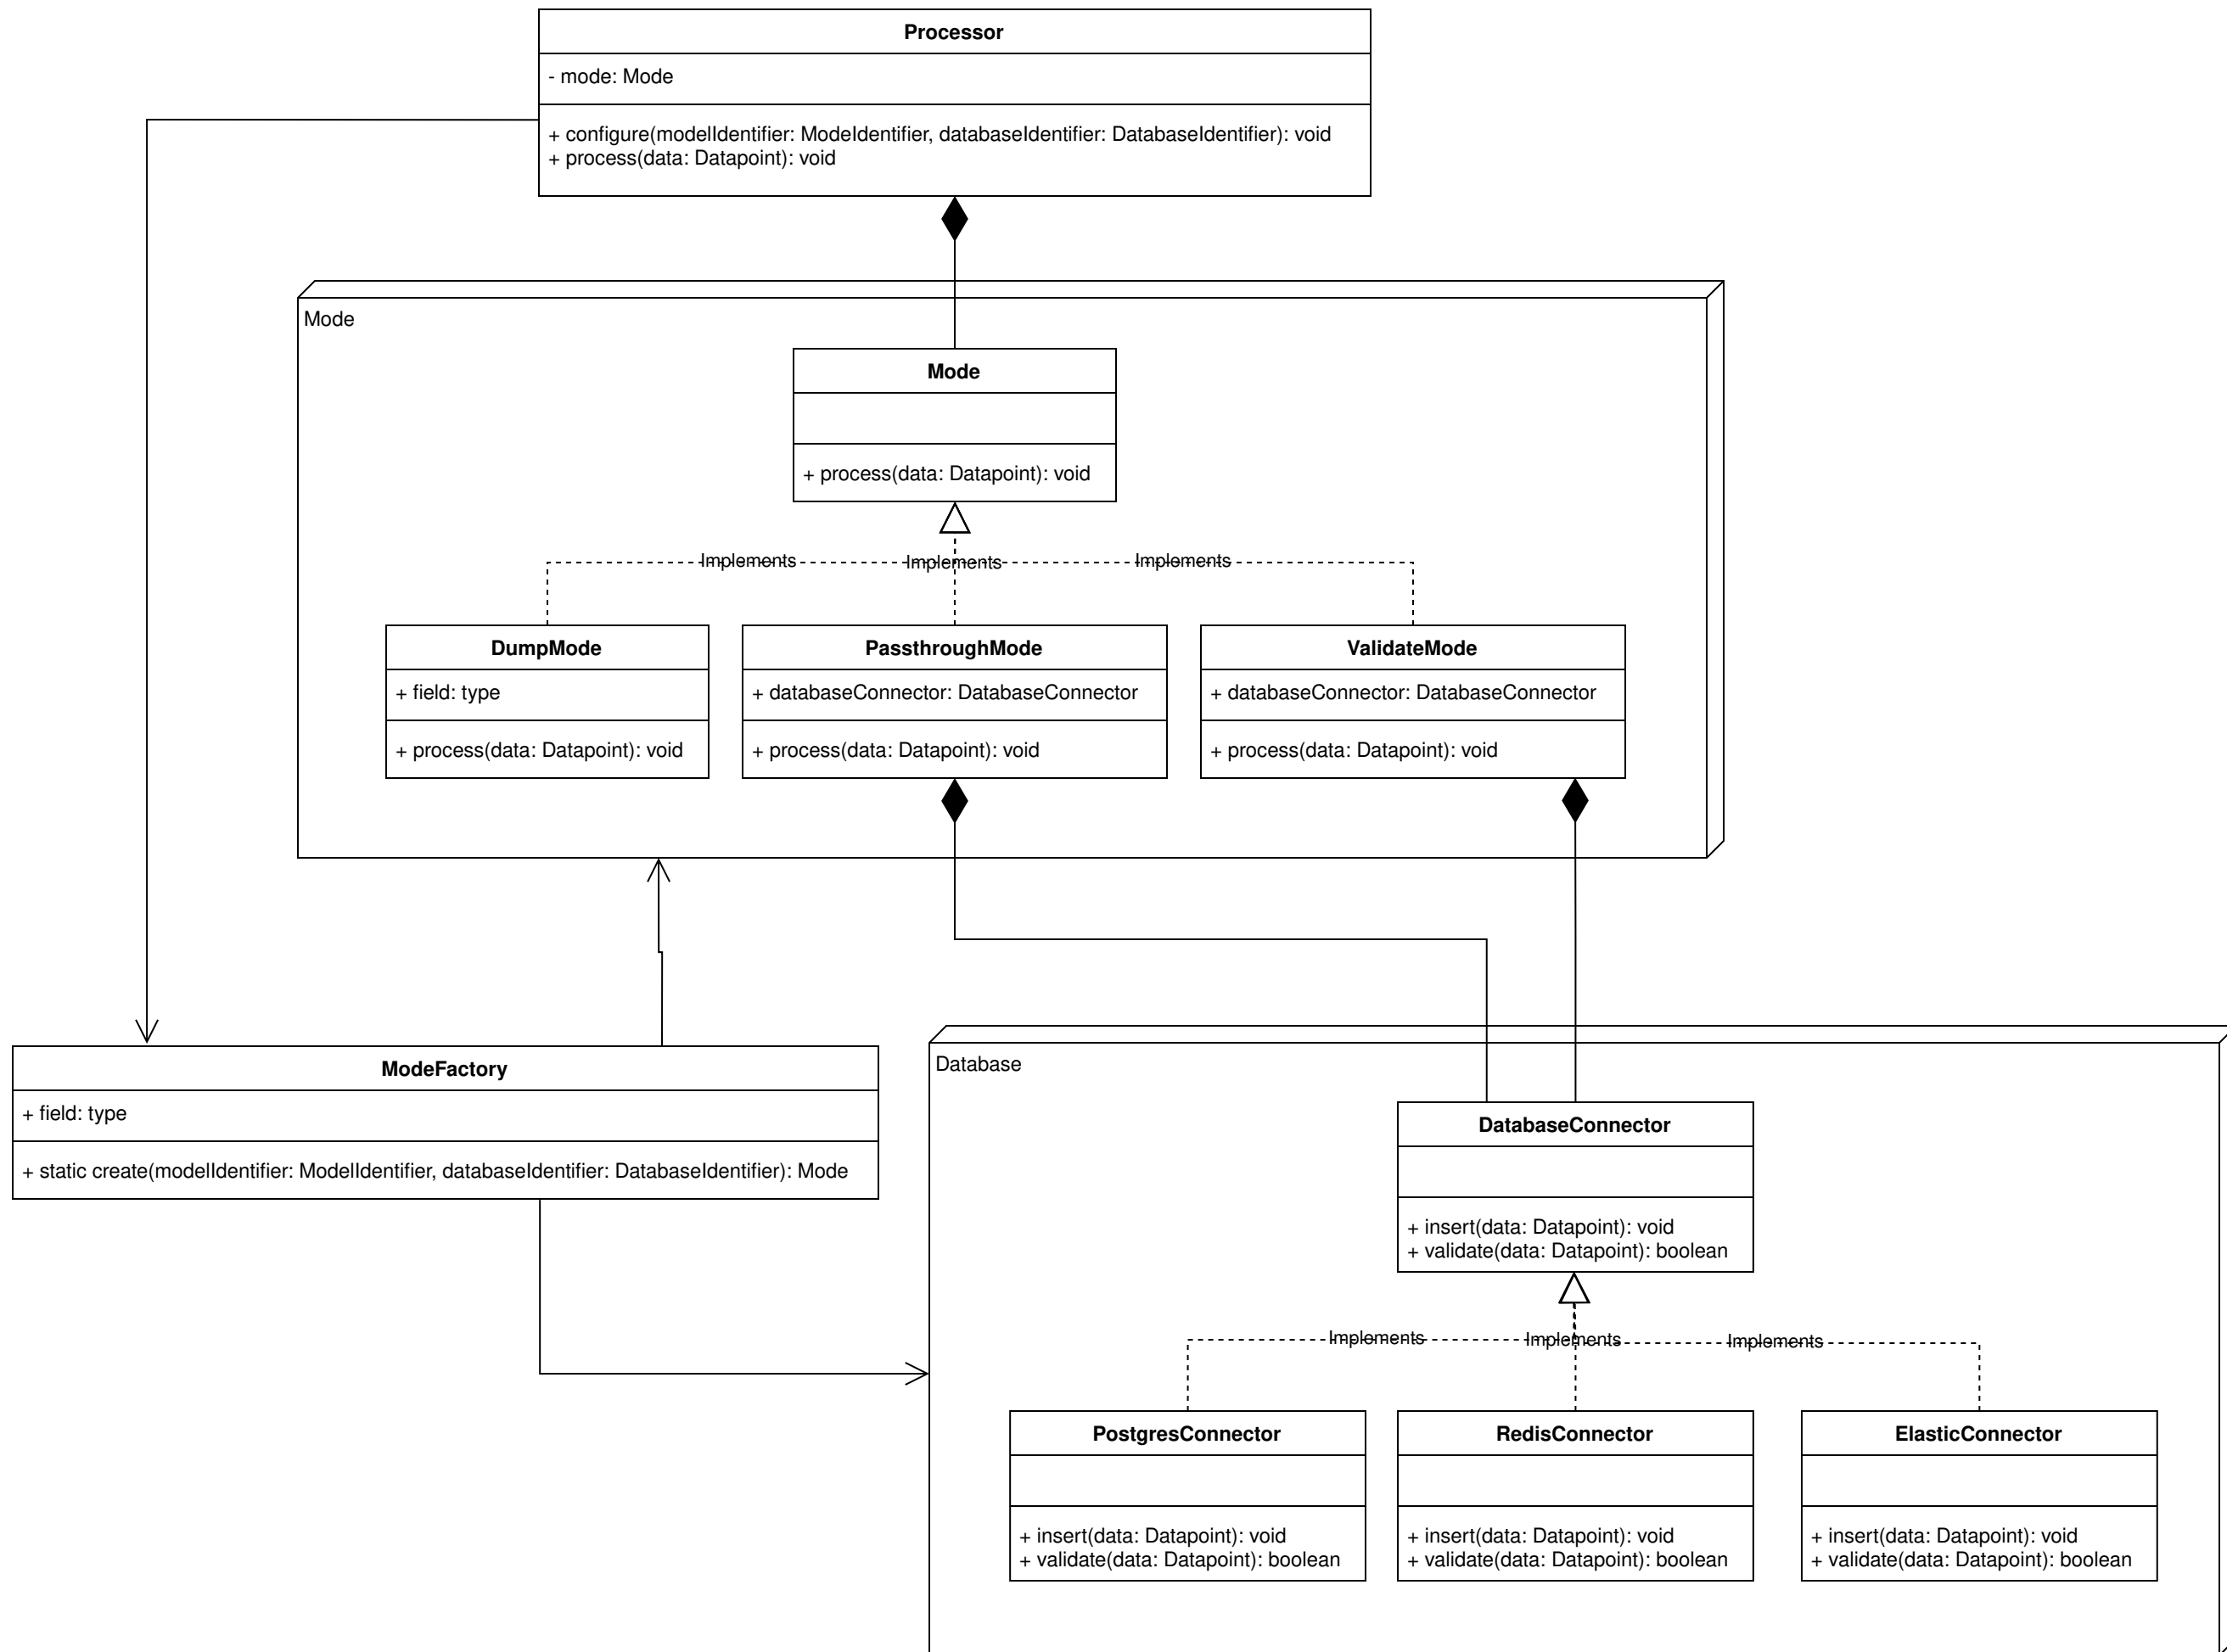 Processor
- mode: Mode
+ configure(modelIdentifier: ModeIdentifier, databaseIdentifier: DatabaseIdentifier): void
+ process(data: Datapoint): void
Mode
Mode
+ process(data: Datapoint): void
Implements
Implements
Implements
DumpMode
+ field: type
+ process(data: Datapoint): void
PassthroughMode
+ databaseConnector: DatabaseConnector
+ process(data: Datapoint): void
ValidateMode
+ databaseConnector: DatabaseConnector
+ process(data: Datapoint): void
ModeFactory
+ field: type
+ static create(modelIdentifier: ModelIdentifier, databaseIdentifier: DatabaseIdentifier): Mode
Database
DatabaseConnector
+ insert(data: Datapoint): void
+ validate(data: Datapoint): boolean
Implements
Implements
Implements
PostgresConnector
+ insert(data: Datapoint): void
+ validate(data: Datapoint): boolean
RedisConnector
+ insert(data: Datapoint): void
+ validate(data: Datapoint): boolean
ElasticConnector
+ insert(data: Datapoint): void
+ validate(data: Datapoint): boolean